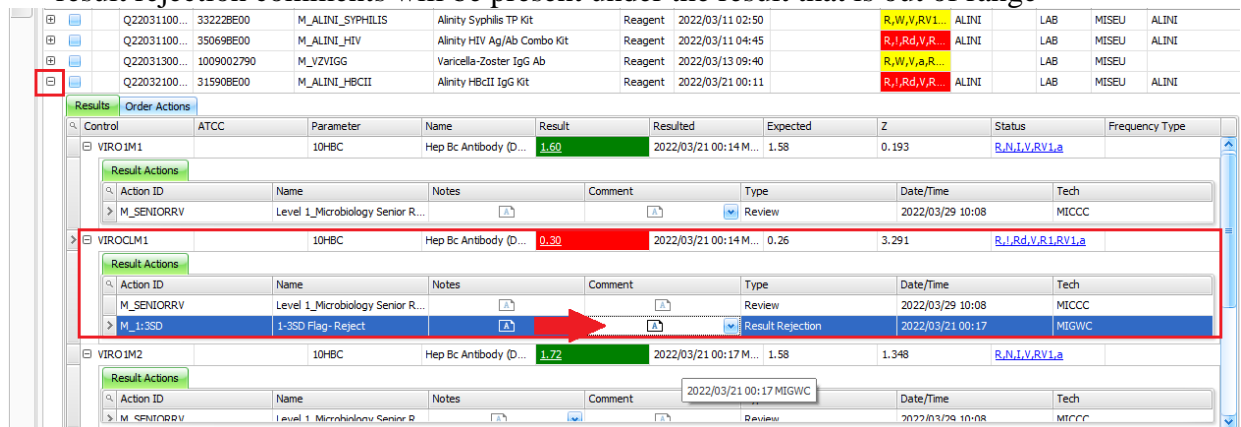 result rejection comments will be present under the result that is out of range
Q22031100... 33222BE00 M_ALINI_SYPHILIS Alinity Syphilis TP Kit Reagent 2022/03/11 02:50 R,W,V,RV1... ALINI LAB MISEU ALINI
Q22031100... 35069BE00 M_ALINI_HIV Alinity HIV Ag/Ab Combo Kit Reagent 2022/03/11 04:45 R,!,Rd,V,R... ALINI LAB MISEU ALINI
Q22031300... 1009002790 M_VZVIGG Varicella-Zoster IgG Ab Reagent 2022/03/13 09:40 R,W,V,a,R... LAB MISEU
Q22032100... 31590BE00 M_ALINI_HBCII Alinity HBcII IgG Kit Reagent 2022/03/21 00:11 R,!,Rd,V,R... ALINI LAB MISEU ALINI
Results Order Actions
Control ATCC Parameter Name Result Resulted Expected Z Status Frequency Type
VIRO1M1 10HBC Hep Bc Antibody (D... 1.60 2022/03/21 00:14 M... 1.58 0.193 R,N,I,V,RV1,a
Result Actions
Action ID Name Notes Comment Type Date/Time Tech
M_SENIORRV Level 1_Microbiology Senior R... A A Review 2022/03/29 10:08 MICCC
VIROCLM1 10HBC Hep Bc Antibody (D... 0.30 2022/03/21 00:14 M... 0.26 3.291 R,!,Rd,V,R1,RV1,a
Result Actions
Action ID Name Notes Comment Type Date/Time Tech
M_SENIORRV Level 1_Microbiology Senior R... A Review 2022/03/29 10:08 MICCC
M_1:3SD 1-3SD Flag- Reject A A Result Rejection 2022/03/21 00:17 MIGWC
VIRO1M2 10HBC Hep Bc Antibody (D... 1.72 2022/03/21 00:17 M... 1.58 1.348 R,N,I,V,RV1,a
Result Actions
2022/03/21 00:17 MIGWC
Action ID Name Notes Comment Date/Time Tech
M_SENIORRV Level 1_Microbiology Senior R... A A Review 2022/03/29 10:08 MICCC